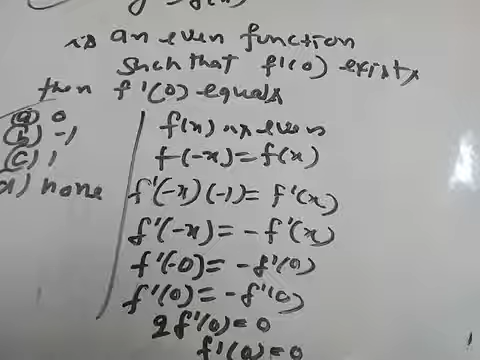 is an even function
such that f'(0) exists
then f'(0) equals
(a) 0
(b) -1
(c) 1
d) none
f(x) is even
f(-x) = f(x)
f'(-x)(-1) = f'(x)
f'(-x) = -f'(x)
f'(-0) = -f'(0)
f'(0) = -f'(0)
2f'(0) = 0
f'(0) = 0